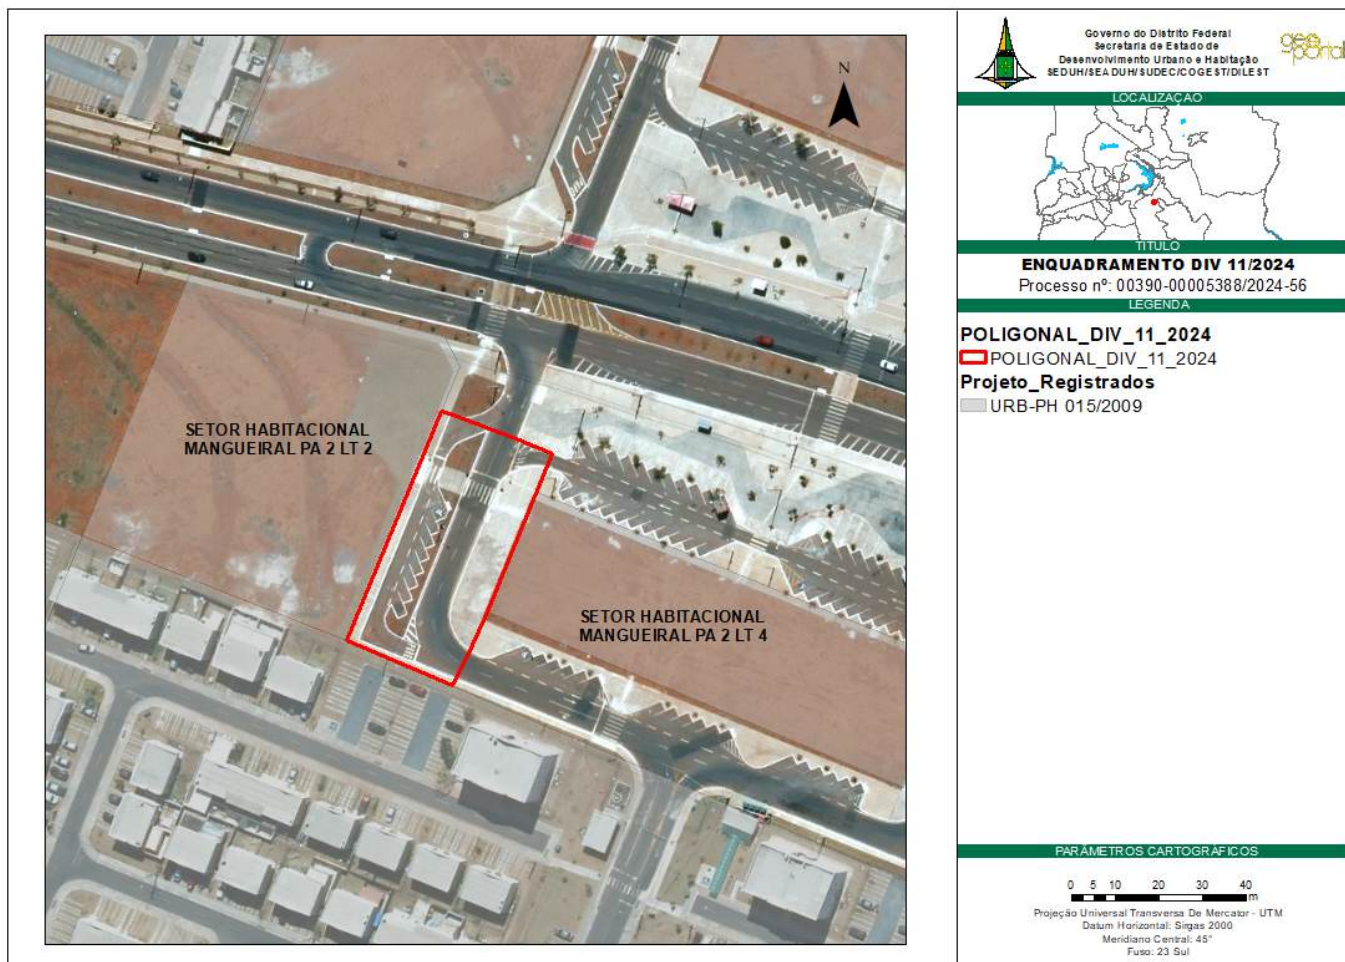 N
SETOR HABITACIONAL
MANGUEIRAL PA 2 LT 2
SETOR HABITACIONAL
MANGUEIRAL PA 2 LT 4
Governo do Distrito Federal
Secretaria de Estado de
Desenvolvimento Urbano e Habitação
SEDUH/SEADUH/SUDEC/COGEST/DILEST
geo
portal
LOCALIZAÇÃO
TÍTULO
ENQUADRAMENTO DIV 11/2024
Processo nº: 00390-00005388/2024-56
LEGENDA
POLIGONAL_DIV_11_2024
POLIGONAL_DIV_11_2024
Projeto_Registrados
URB-PH 015/2009
PARÂMETROS CARTOGRÁFICOS
0 5 10 20 30 40
m
Projeção Universal Transversa De Mercator - UTM
Datum Horizontal: Sirgas 2000
Meridiano Central: 45°
Fuso: 23 Sul